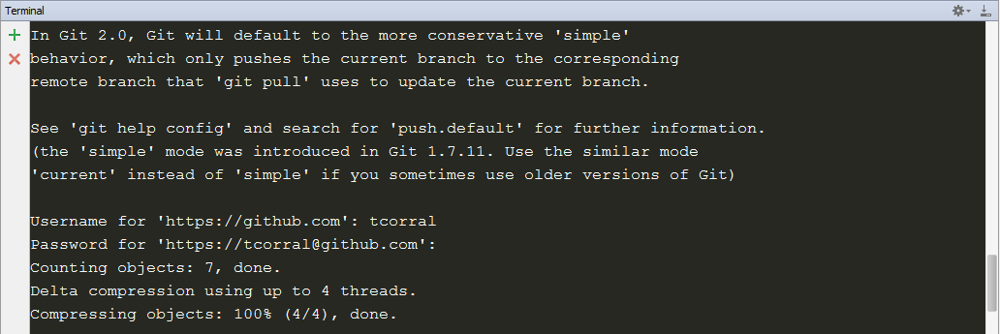 Terminal
In Git 2.0, Git will default to the more conservative 'simple'
behavior, which only pushes the current branch to the corresponding
remote branch that 'git pull' uses to update the current branch.
See 'git help config' and search for 'push.default' for further information.
(the 'simple' mode was introduced in Git 1.7.11. Use the similar mode
'current' instead of 'simple' if you sometimes use older versions of Git)
Username for 'https://github.com': tcorral
Password for 'https://tcorral@github.com':
Counting objects: 7, done.
Delta compression using up to 4 threads.
Compressing objects: 100% (4/4), done.